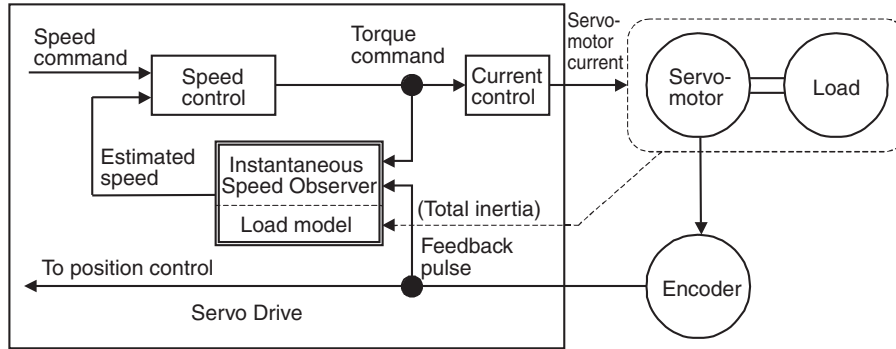 Speed
command
Speed
control
Torque
command
Current
control
Servo-
motor
current
Servo-
motor
Load
Estimated
speed
Instantaneous
Speed Observer
Load model
(Total inertia)
Feedback
pulse
To position control
Encoder
Servo Drive